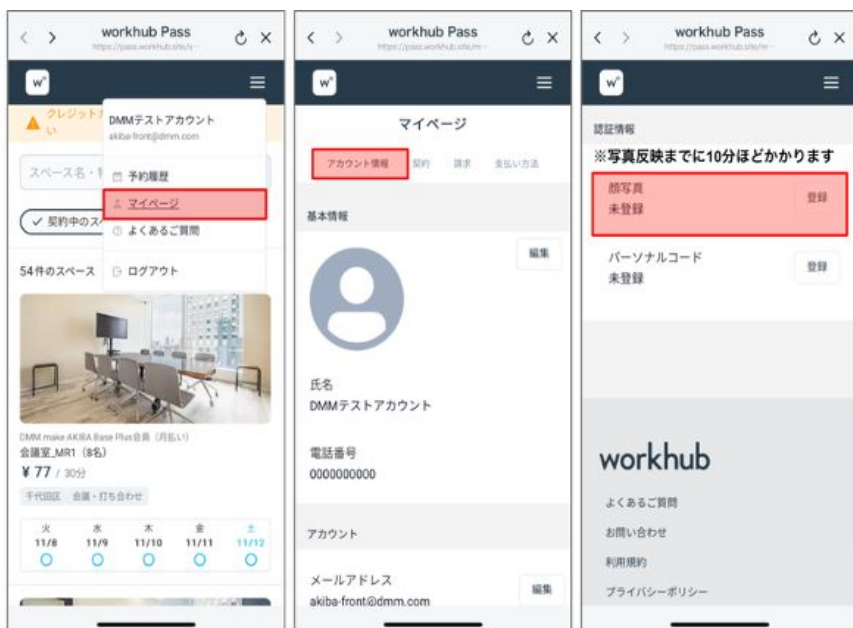 workhub Pass
w°
クレジット
い
DMMテストアカウント
akiba-front@dmm.com
スペース名・
予約履歴
マイページ
契約中のス
よくあるご質問
ログアウト
54件のスペース
DMM make AKIBA Base Plus会員（月払い）
会議室_MR1（8名）
¥ 77 / 30分
千代田区 会議・打ち合わせ
火 水 木 金 土
11/8 11/9 11/10 11/11 11/12
workhub Pass
w°
マイページ
アカウント情報 契約 請求 支払い方法
基本情報
編集
氏名
DMMテストアカウント
電話番号
0000000000
アカウント
メールアドレス
akiba-front@dmm.com
編集
workhub Pass
w°
認証情報
※写真反映までに10分ほどかかります
顔写真
未登録
登録
パーソナルコード
未登録
登録
workhub
よくあるご質問
お問い合わせ
利用規約
プライバシーポリシー